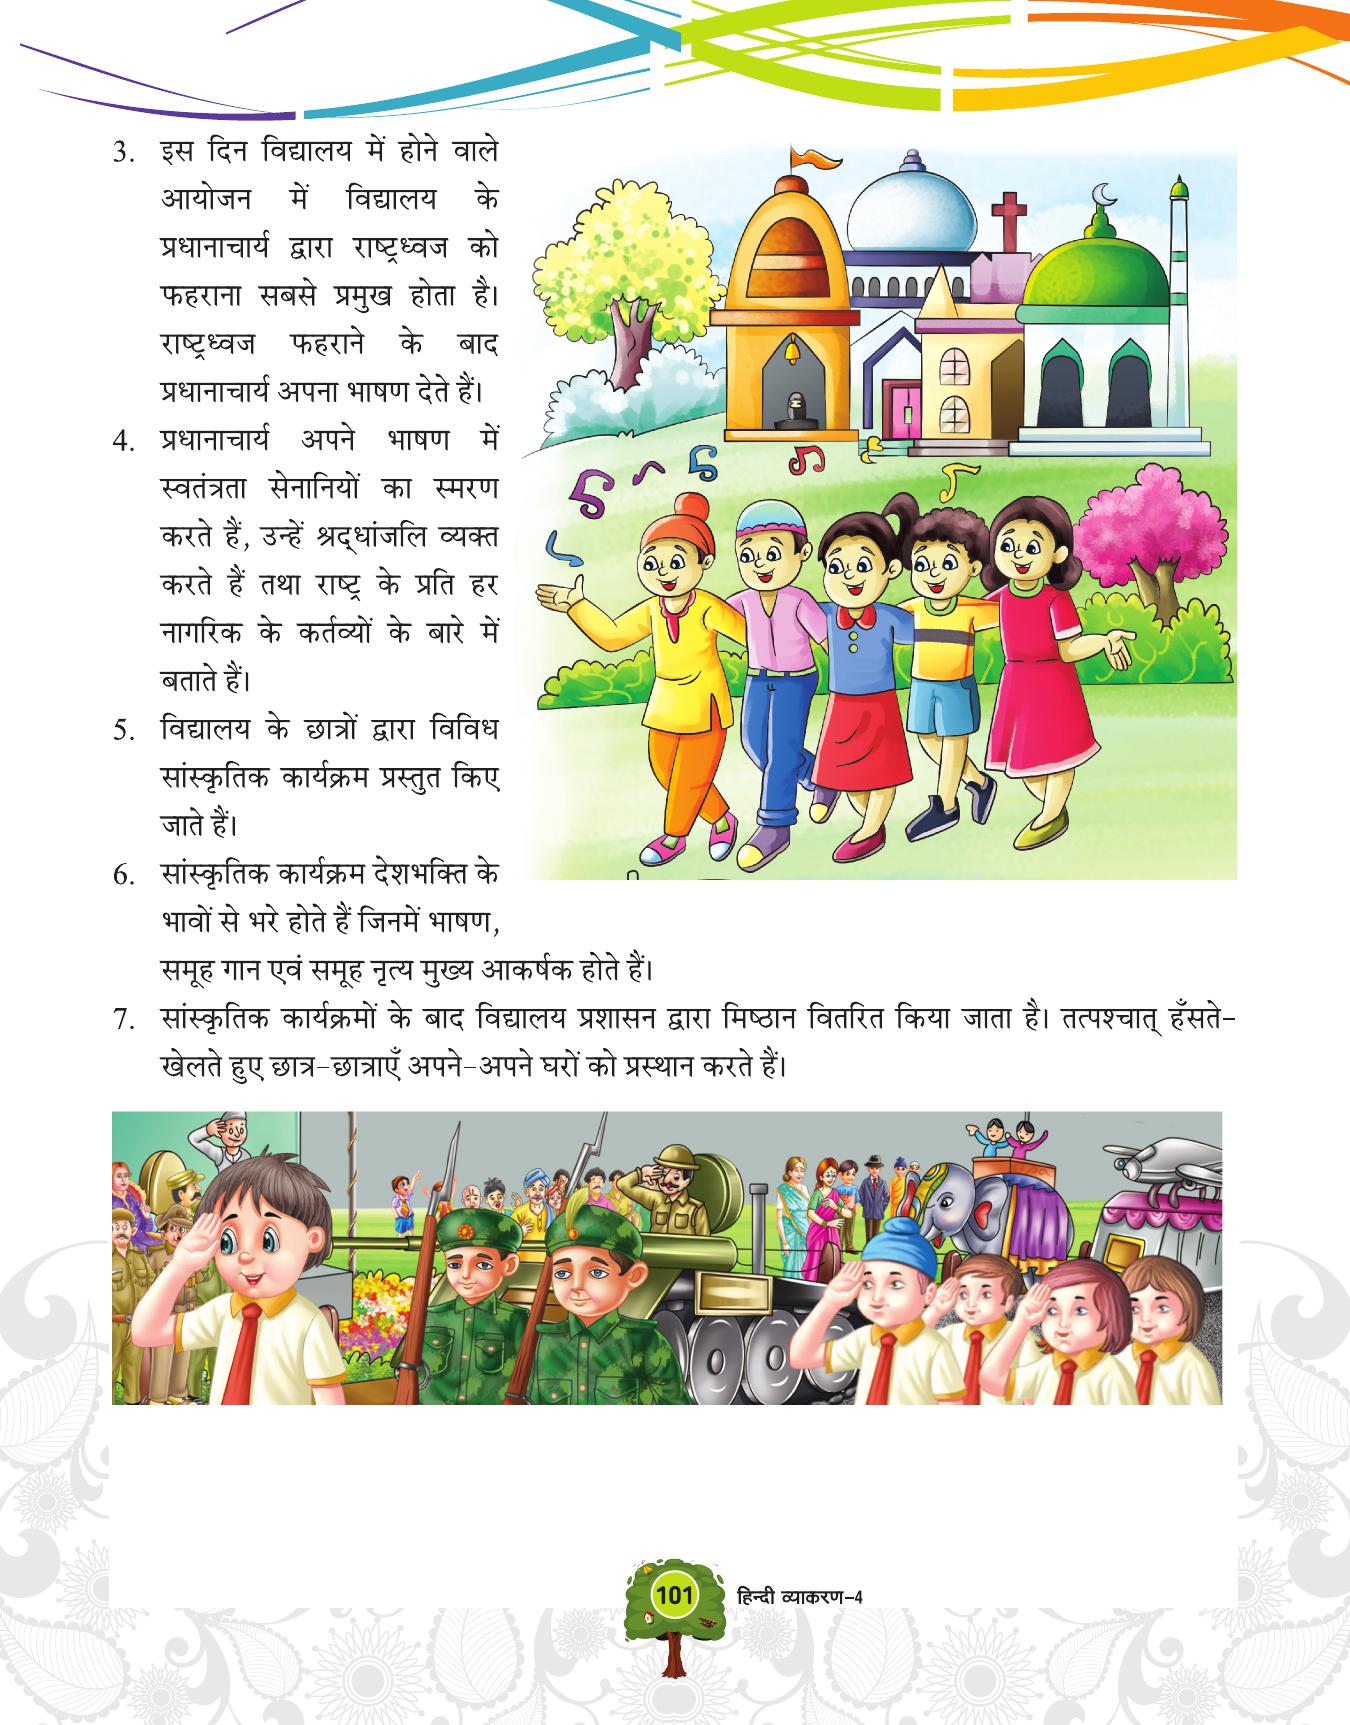 3. इस दिन विद्यालय में होने वाले
आयोजन में विद्यालय के
प्रधानाचार्य द्वारा राष्ट्रध्वज को
फहराना सबसे प्रमुख होता है।
राष्ट्रध्वज फहराने के बाद
प्रधानाचार्य अपना भाषण देते हैं।
4. प्रधानाचार्य अपने भाषण में
स्वतंत्रता सेनानियों का स्मरण
करते हैं, उन्हें श्रद्धांजलि व्यक्त
करते हैं तथा राष्ट्र के प्रति हर
नागरिक के कर्तव्यों के बारे में
बताते हैं।
5. विद्यालय के छात्रों द्वारा विविध
सांस्कृतिक कार्यक्रम प्रस्तुत किए
जाते हैं।
6. सांस्कृतिक कार्यक्रम देशभक्ति के
भावों से भरे होते हैं जिनमें भाषण,
समूह गान एवं समूह नृत्य मुख्य आकर्षक होते हैं।
7. सांस्कृतिक कार्यक्रमों के बाद विद्यालय प्रशासन द्वारा मिष्ठान वितरित किया जाता है। तत्पश्चात् हँसते-
खेलते हुए छात्र-छात्राएँ अपने-अपने घरों को प्रस्थान करते हैं।
101 हिन्दी व्याकरण-4